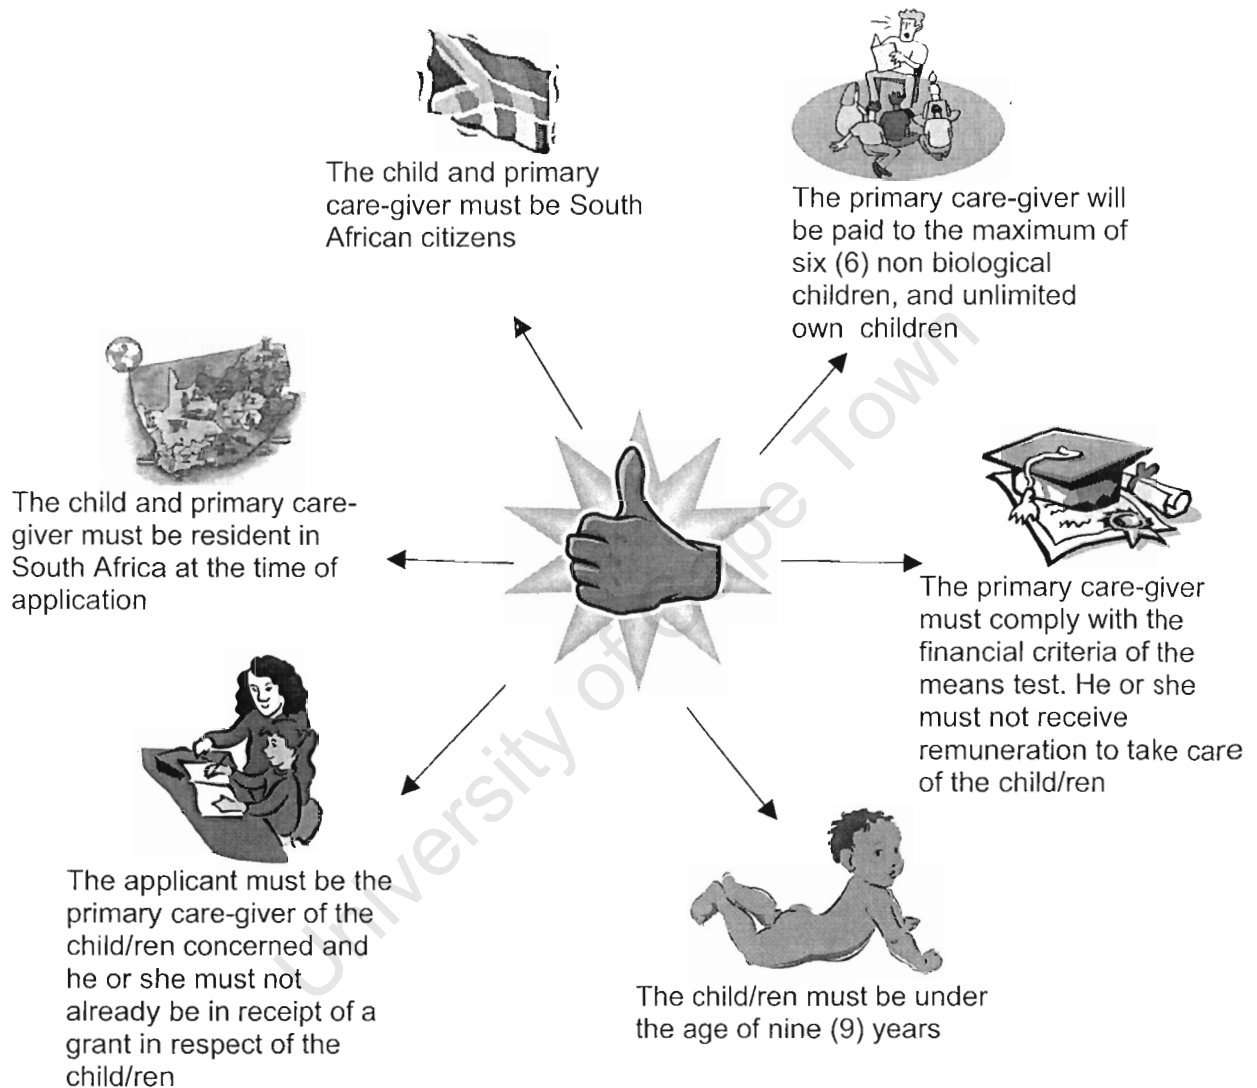 The child and primary
care-giver must be South
African citizens
The primary care-giver will
be paid to the maximum of
six (6) non biological
children, and unlimited
own children
The child and primary care-
giver must be resident in
South Africa at the time of
application
The primary care-giver
must comply with the
financial criteria of the
means test. He or she
must not receive
remuneration to take care
of the child/ren
The applicant must be the
primary care-giver of the
child/ren concerned and
he or she must not
already be in receipt of a
grant in respect of the
child/ren
The child/ren must be under
the age of nine (9) years
University of Cape Town